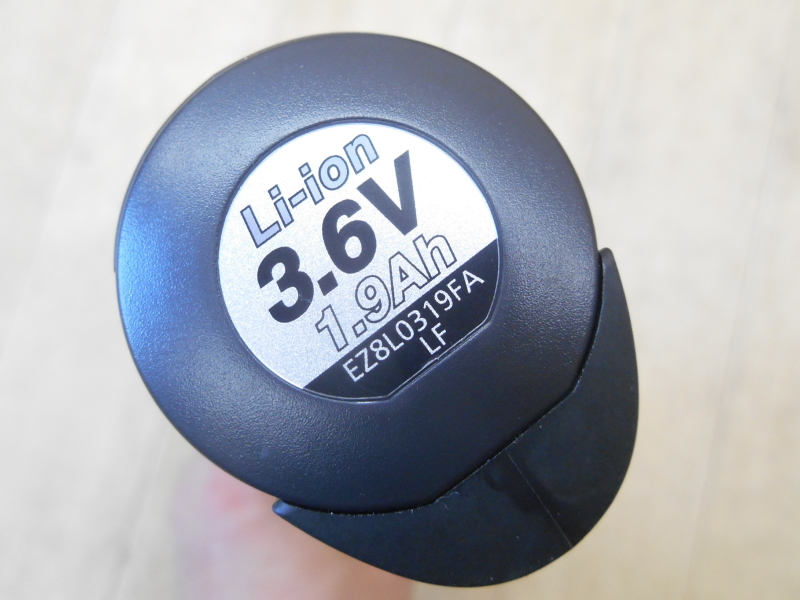 Li-ion
3.6V
1.9Ah
EZ8L0319FA
LF